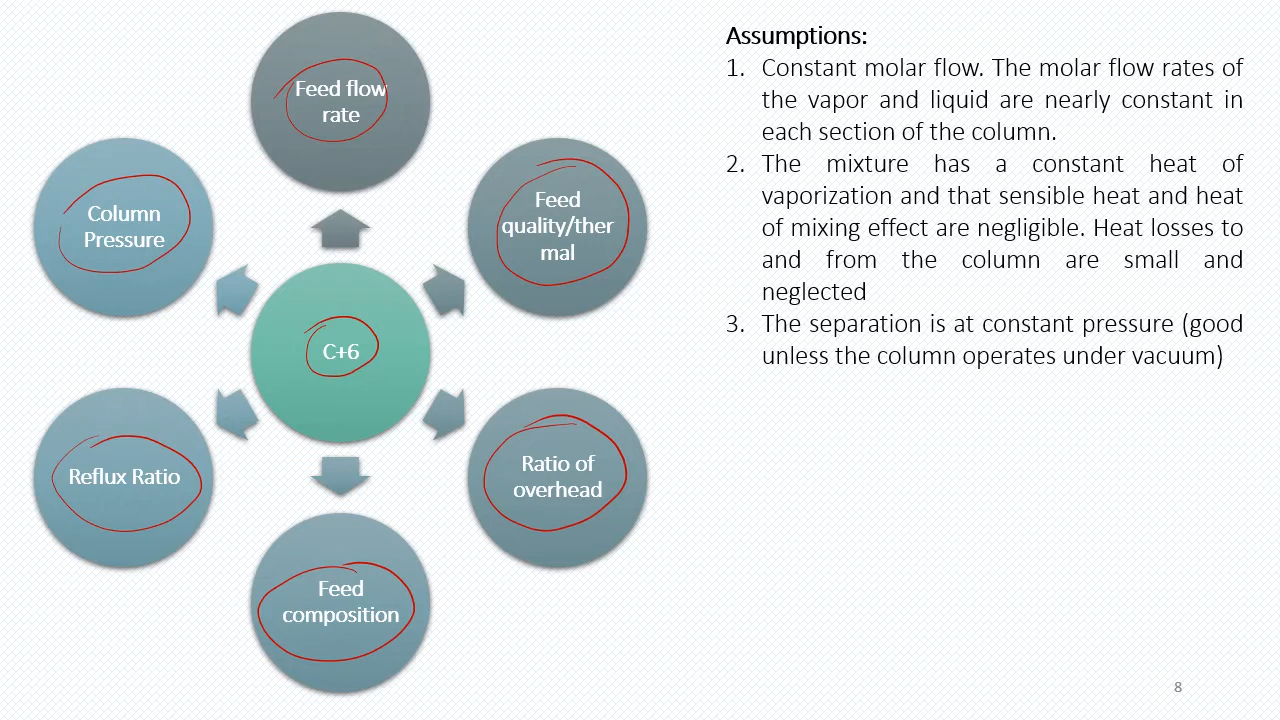 Feed flow
rate
Feed
quality/ther
mal
Ratio of
overhead
Feed
composition
Reflux Ratio
Column
Pressure
C+6
Assumptions:
1. Constant molar flow. The molar flow rates of
the vapor and liquid are nearly constant in
each section of the column.
2. The mixture has a constant heat of
vaporization and that sensible heat and heat
of mixing effect are negligible. Heat losses to
and from the column are small and
neglected
3. The separation is at constant pressure (good
unless the column operates under vacuum)
8